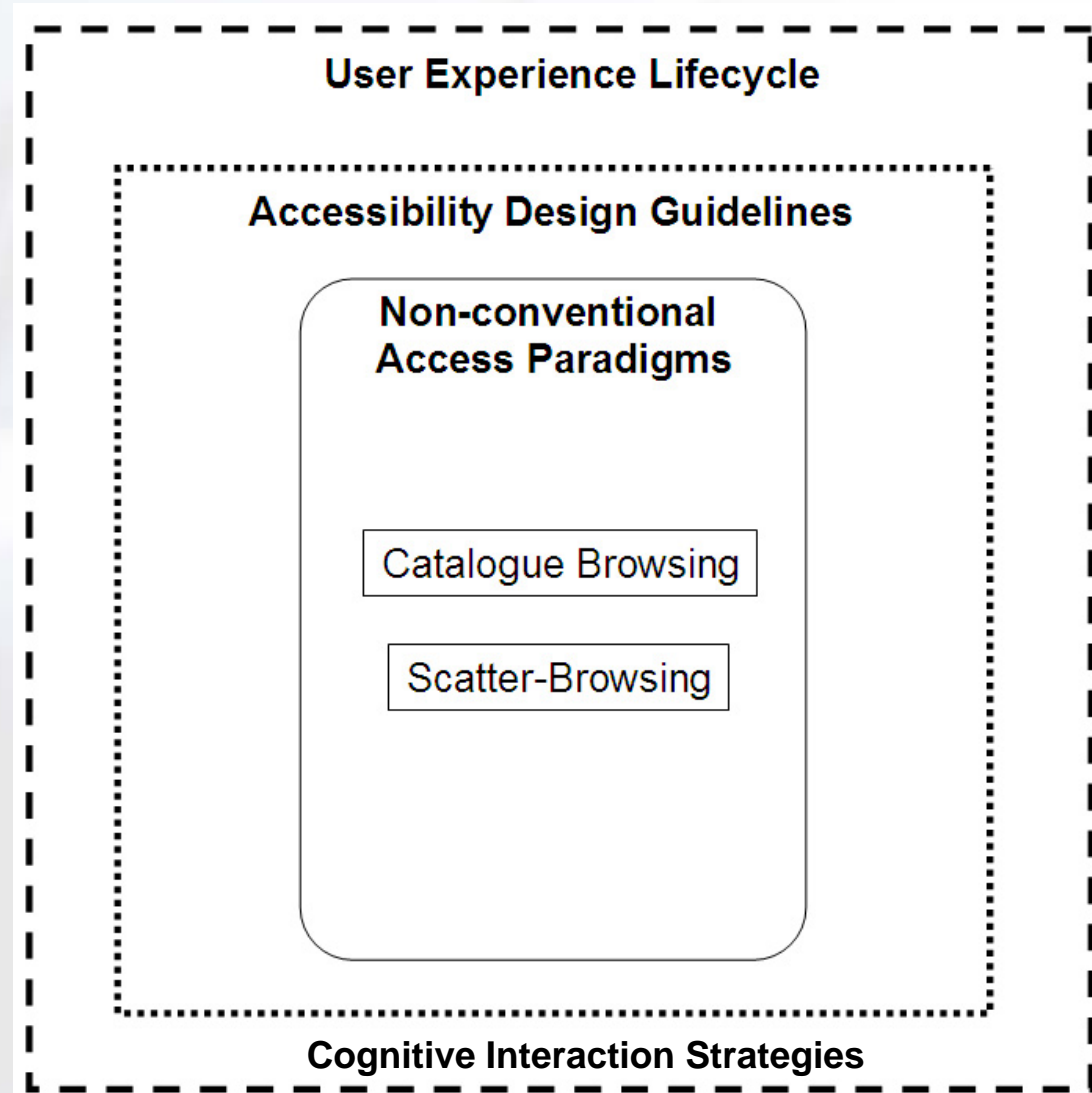 User Experience Lifecycle
Accessibility Design Guidelines
Non-conventional
Access Paradigms
Catalogue Browsing
Scatter-Browsing
Cognitive Interaction Strategies